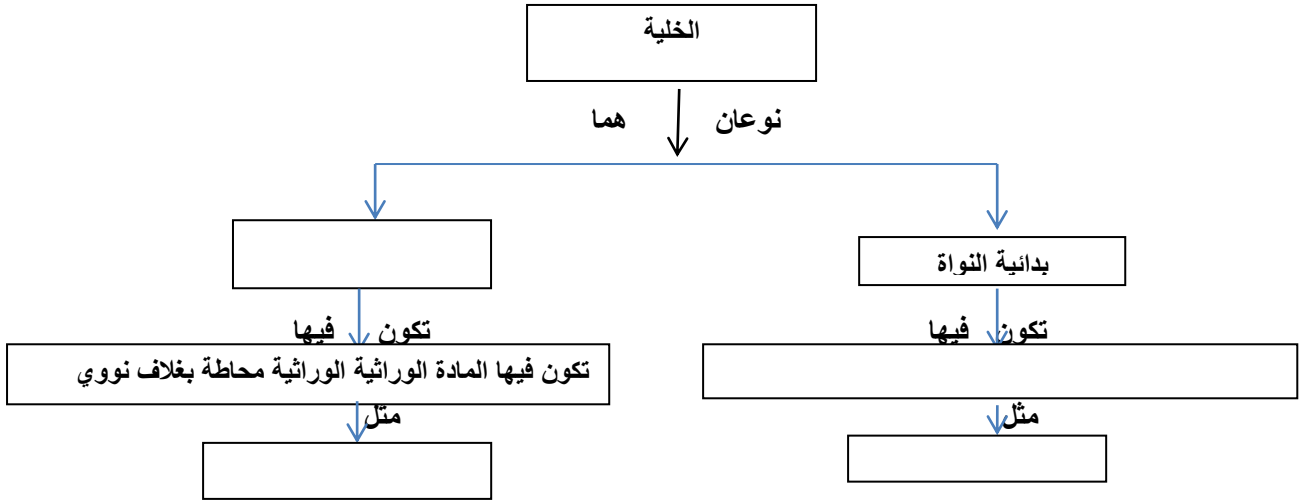 الخلية
نوعان هما
بدائية النواة
تكون فيها
تكون فيها
تكون فيها المادة الوراثية الوراثية محاطة بغلاف نووي
مثل
مثل